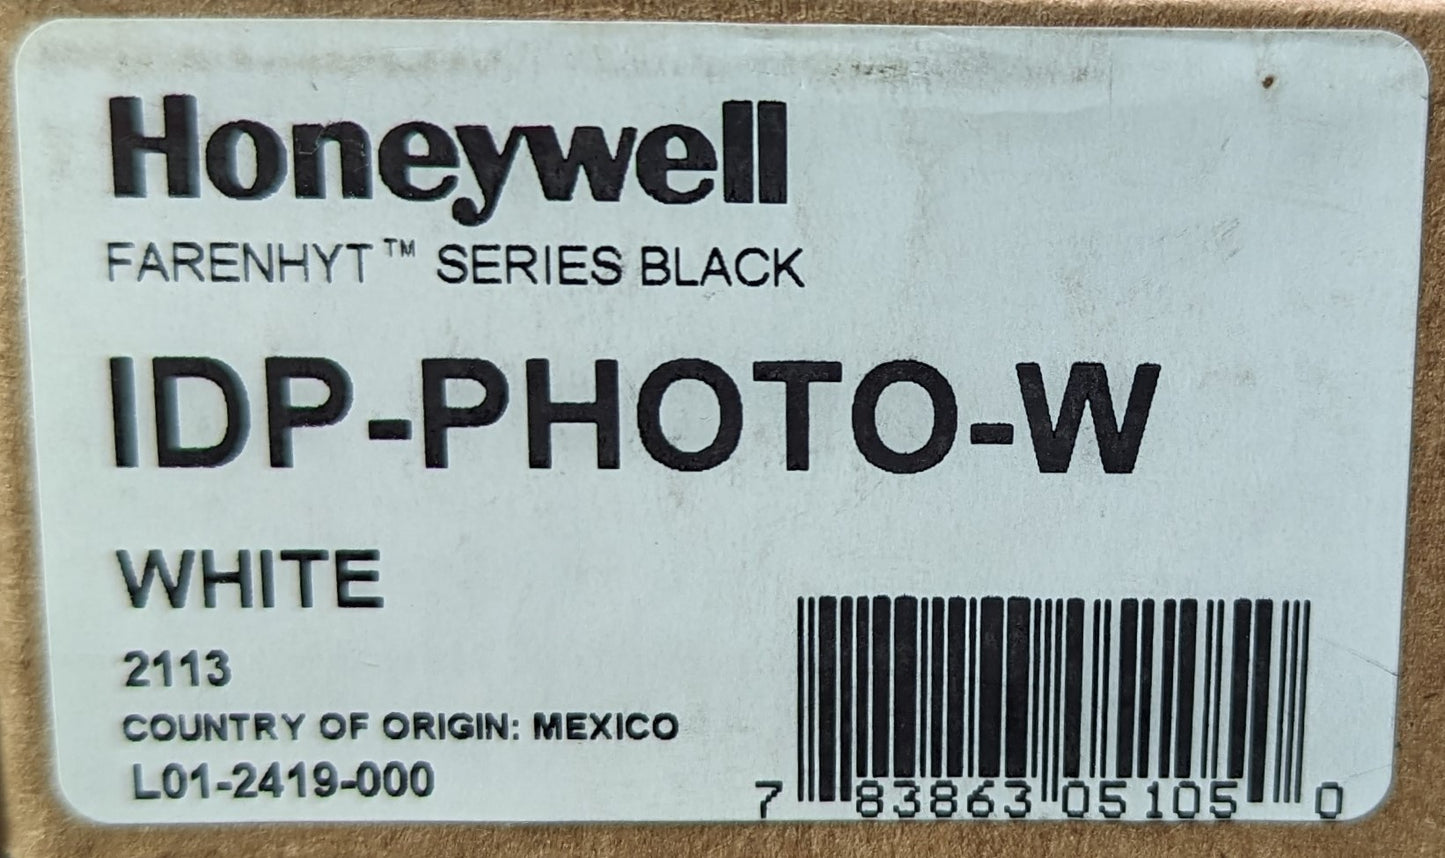 Honeywell
FARENHYT™ SERIES BLACK
IDP-PHOTO-W
WHITE
2113
COUNTRY OF ORIGIN: MEXICO
L01-2419-000
7 83863 05105 0